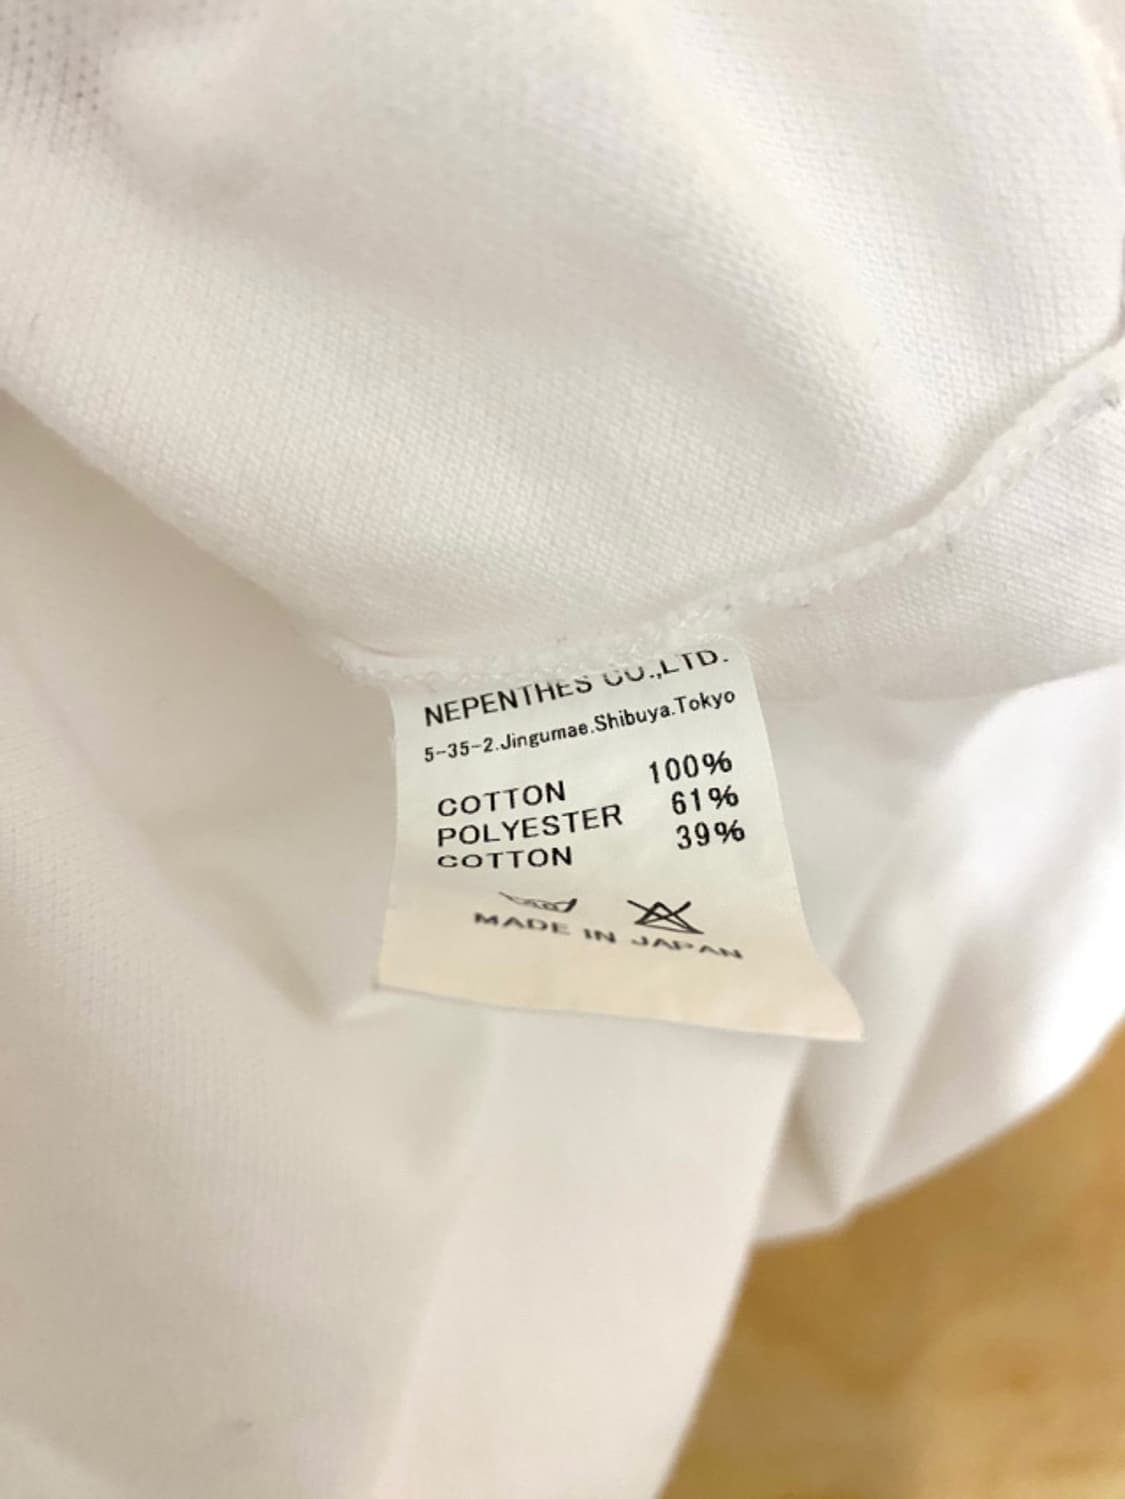 NEPENTHES CO.,LTD.
5-35-2.Jingumae.Shibuya.Tokyo
COTTON 100%
POLYESTER 61%
COTTON 39%
MADE IN JAPAN